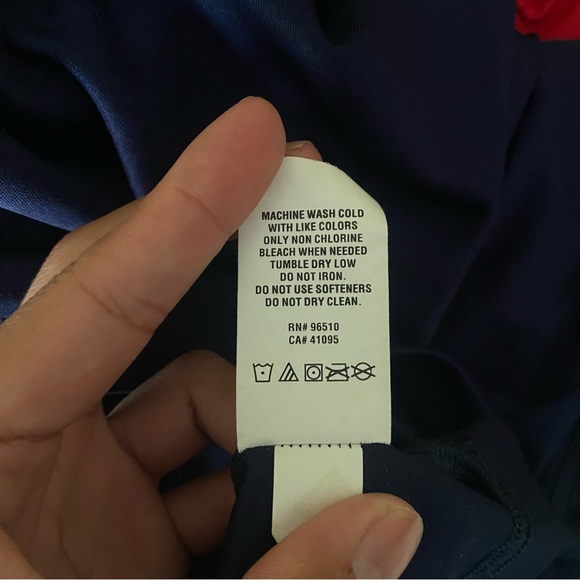 MACHINE WASH COLD
WITH LIKE COLORS
ONLY NON CHLORINE
BLEACH WHEN NEEDED
TUMBLE DRY LOW
DO NOT IRON.
DO NOT USE SOFTENERS
DO NOT DRY CLEAN.
RN# 96510
CA# 41095